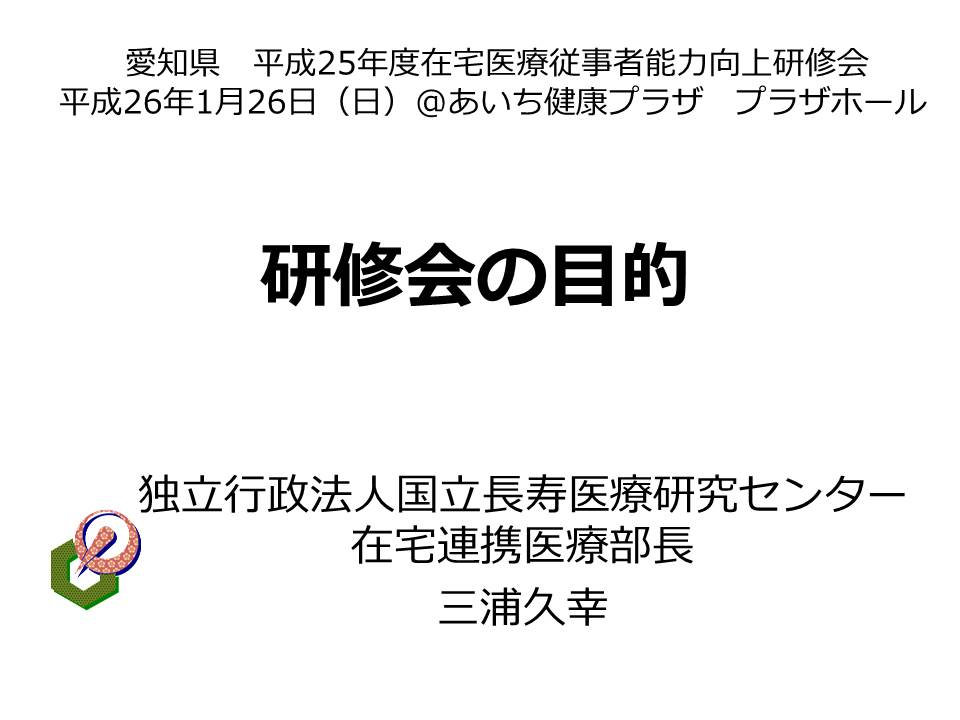 愛知県　平成25年度在宅医療従事者能力向上研修会
平成26年1月26日（日）@あいち健康プラザ　プラザホール
研修会の目的
独立行政法人国立長寿医療研究センター
在宅連携医療部長
三浦久幸